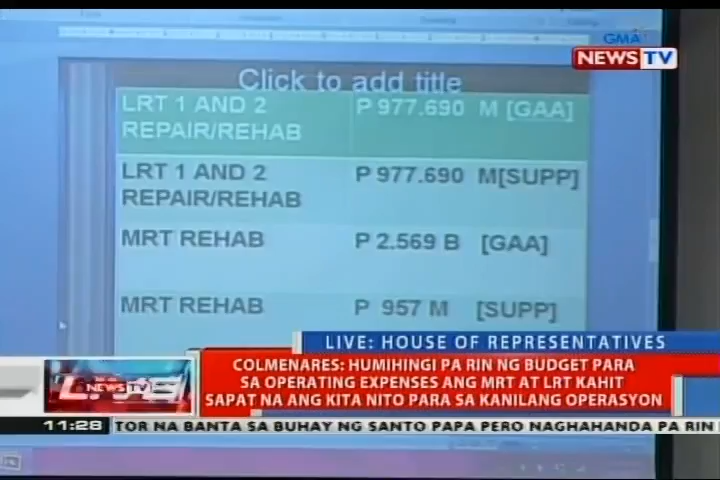 GMA
NEWS TV
Click to add title
LRT 1 AND 2 P 977.690 M [GAA]
REPAIR/REHAB
LRT 1 AND 2 P 977.690 M[SUPP]
REPAIR/REHAB
MRT REHAB P 2.569 B [GAA]
MRT REHAB P 957 M [SUPP]
LIVE: HOUSE OF REPRESENTATIVES
COLMENARES: HUMIHINGI PA RIN NG BUDGET PARA
SA OPERATING EXPENSES ANG MRT AT LRT KAHIT
SAPAT NA ANG KITA NITO PARA SA KANILANG OPERASYON
NEWS TV
LIVE
11:28 TOR NA BANTA SA BUHAY NG SANTO PAPA PERO NAGHAHANDA PA RIN